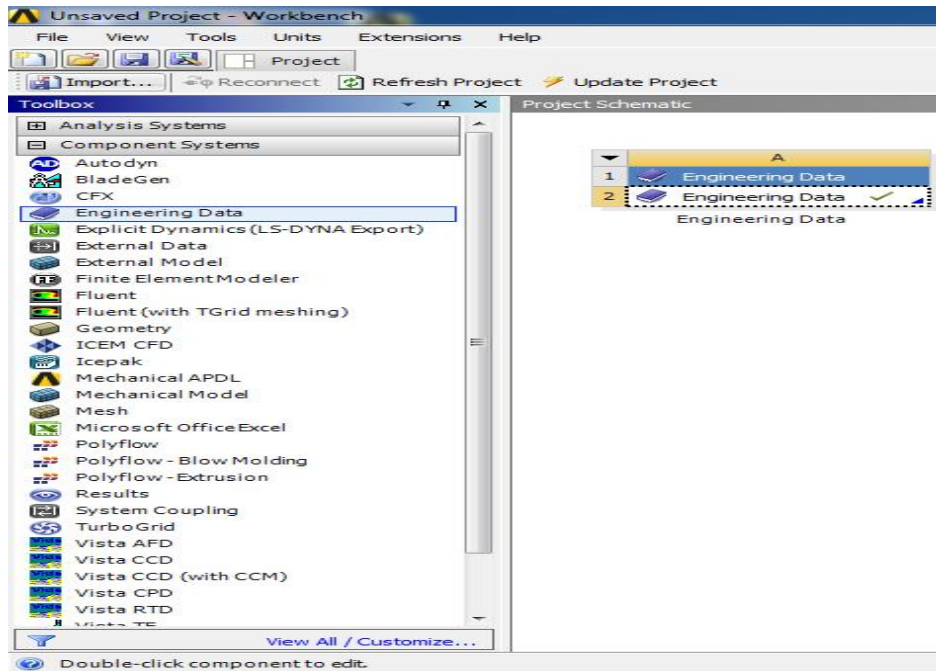 Unsaved Project - Workbench
File View Tools Units Extensions Help
Project
Import... Reconnect Refresh Project Update Project
Toolbox
Project Schematic
Analysis Systems
Component Systems
Autodyn
BladeGen
CFX
Engineering Data
Explicit Dynamics (LS-DYNA Export)
External Data
External Model
Finite Element Modeler
Fluent
Fluent (with TGrid meshing)
Geometry
ICEM CFD
Icepak
Mechanical APDL
Mechanical Model
Mesh
Microsoft Office Excel
Polyflow
Polyflow - Blow Molding
Polyflow - Extrusion
Results
System Coupling
TurboGrid
Vista AFD
Vista CCD
Vista CCD (with CCM)
Vista CPD
Vista RTD
Vista TF
View All / Customize...
A
1 Engineering Data
2 Engineering Data
Engineering Data
Double-click component to edit.